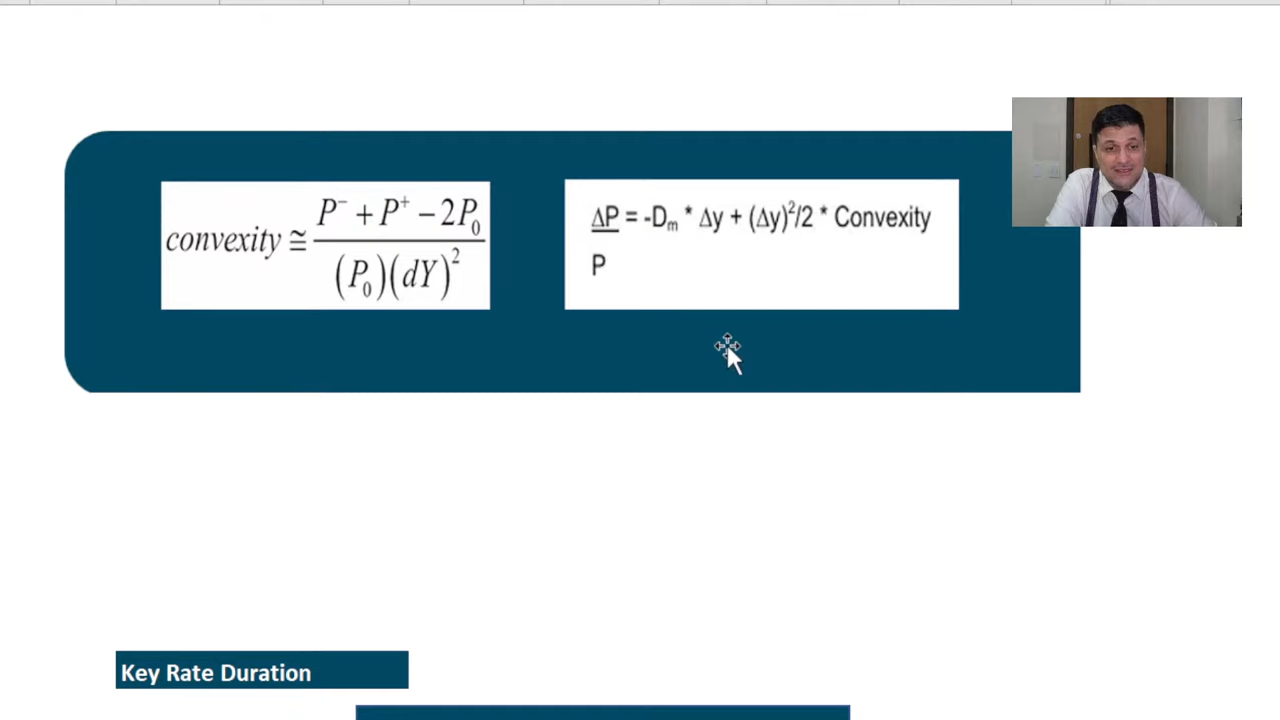 convexity ≅ P⁻ + P⁺ − 2P₀
(P₀)(dY)²
ΔP = -Dₘ * Δy + (Δy)²/2 * Convexity
P
Key Rate Duration